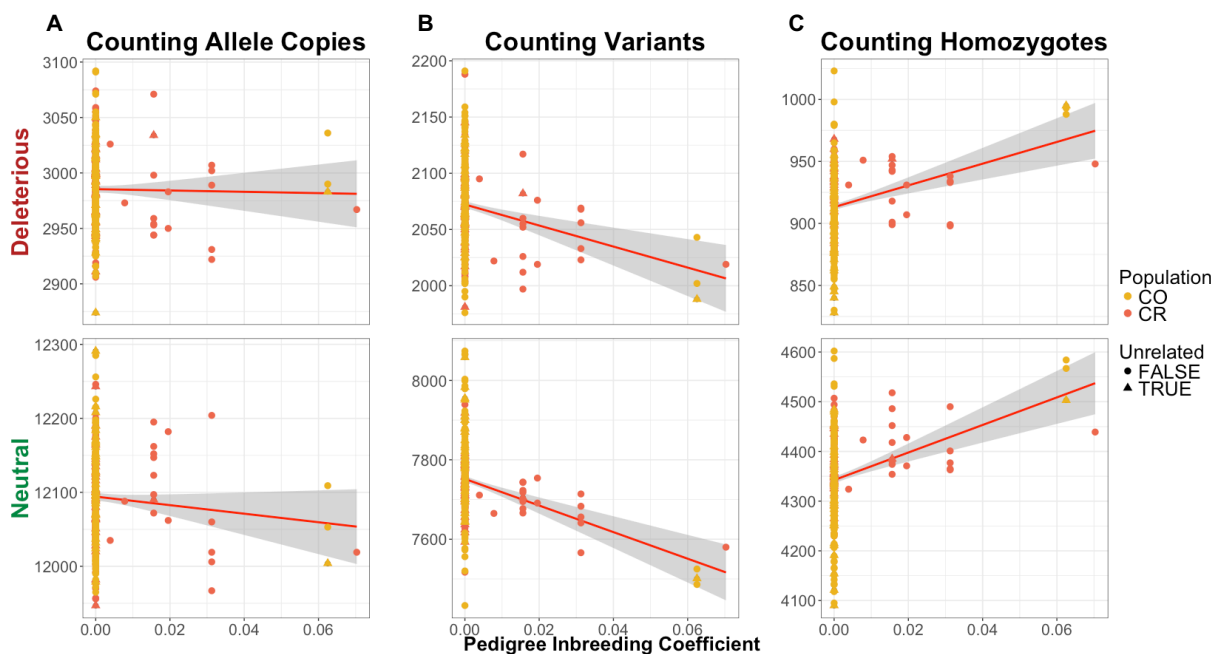 A
B
C
Counting Allele Copies
Counting Variants
Counting Homozygotes
Deleterious
3100
3050
3000
2950
2900
2200
2150
2100
2050
2000
1000
950
900
850
Neutral
12300
12200
12100
12000
8000
7800
7600
4600
4500
4400
4300
4200
4100
0.00 0.02 0.04 0.06
0.00 0.02 0.04 0.06
0.00 0.02 0.04 0.06
Pedigree Inbreeding Coefficient
Population
CO
CR
Unrelated
FALSE
TRUE